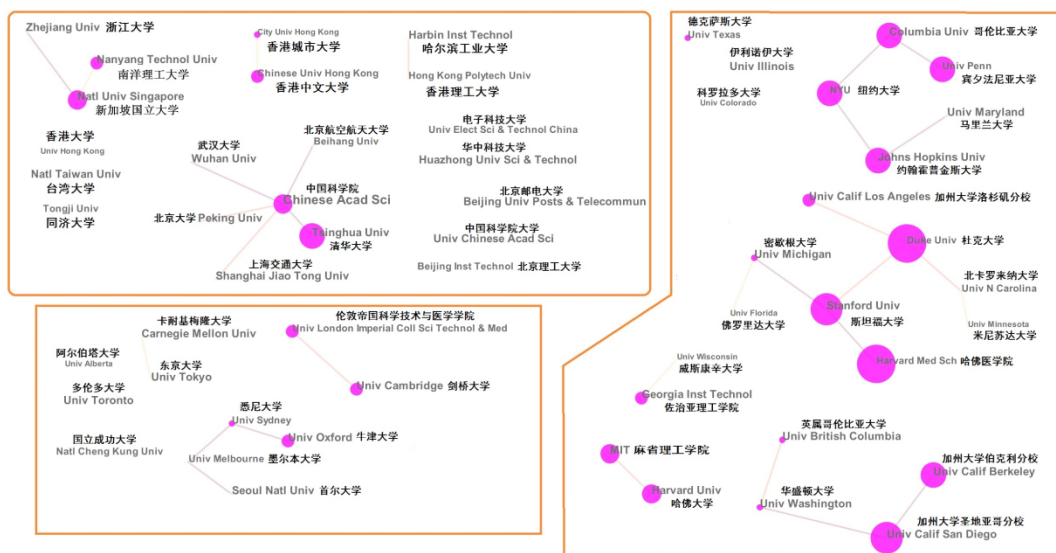 Zhejiang Univ 浙江大学
Nanyang Technol Univ
南洋理工大学
Natl Univ Singapore
新加坡国立大学
City Univ Hong Kong
香港城市大学
Chinese Univ Hong Kong
香港中文大学
Harbin Inst Technol
哈尔滨工业大学
Hong Kong Polytech Univ
香港理工大学
香港大学
Univ Hong Kong
Natl Taiwan Univ
台湾大学
Tongji Univ
同济大学
武汉大学
Wuhan Univ
北京航空航天大学
Beihang Univ
中国科学院
Chinese Acad Sci
北京大学 Peking Univ
Tsinghua Univ
清华大学
上海交通大学
Shanghai Jiao Tong Univ
电子科技大学
Univ Elect Sci & Technol China
华中科技大学
Huazhong Univ Sci & Technol
北京邮电大学
Beijing Univ Posts & Telecommun
中国科学院大学
Univ Chinese Acad Sci
Beijing Inst Technol 北京理工大学
卡耐基梅隆大学
Carnegie Mellon Univ
伦敦帝国科学技术与医学学院
Univ London Imperial Coll Sci Technol & Med
阿尔伯塔大学
Univ Alberta
东京大学
Univ Tokyo
多伦多大学
Univ Toronto
Univ Cambridge 剑桥大学
悉尼大学
Univ Sydney
Univ Oxford 牛津大学
国立成功大学
Natl Cheng Kung Univ
Univ Melbourne 墨尔本大学
Seoul Natl Univ 首尔大学
德克萨斯大学
Univ Texas
伊利诺伊大学
Univ Illinois
科罗拉多大学
Univ Colorado
Columbia Univ 哥伦比亚大学
Univ Penn
宾夕法尼亚大学
NYU 纽约大学
Univ Maryland
马里兰大学
Johns Hopkins Univ
约翰霍普金斯大学
Univ Calif Los Angeles 加州大学洛杉矶分校
Duke Univ 杜克大学
密歇根大学
Univ Michigan
北卡罗来纳大学
Univ N Carolina
Stanford Univ
斯坦福大学
Univ Florida
佛罗里达大学
Univ Minnesota
米尼苏达大学
Harvard Med Sch 哈佛医学院
Univ Wisconsin
威斯康辛大学
Georgia Inst Technol
佐治亚理工学院
MIT 麻省理工学院
Harvard Univ
哈佛大学
英属哥伦比亚大学
Univ British Columbia
华盛顿大学
Univ Washington
加州大学伯克利分校
Univ Calif Berkeley
加州大学圣地亚哥分校
Univ Calif San Diego